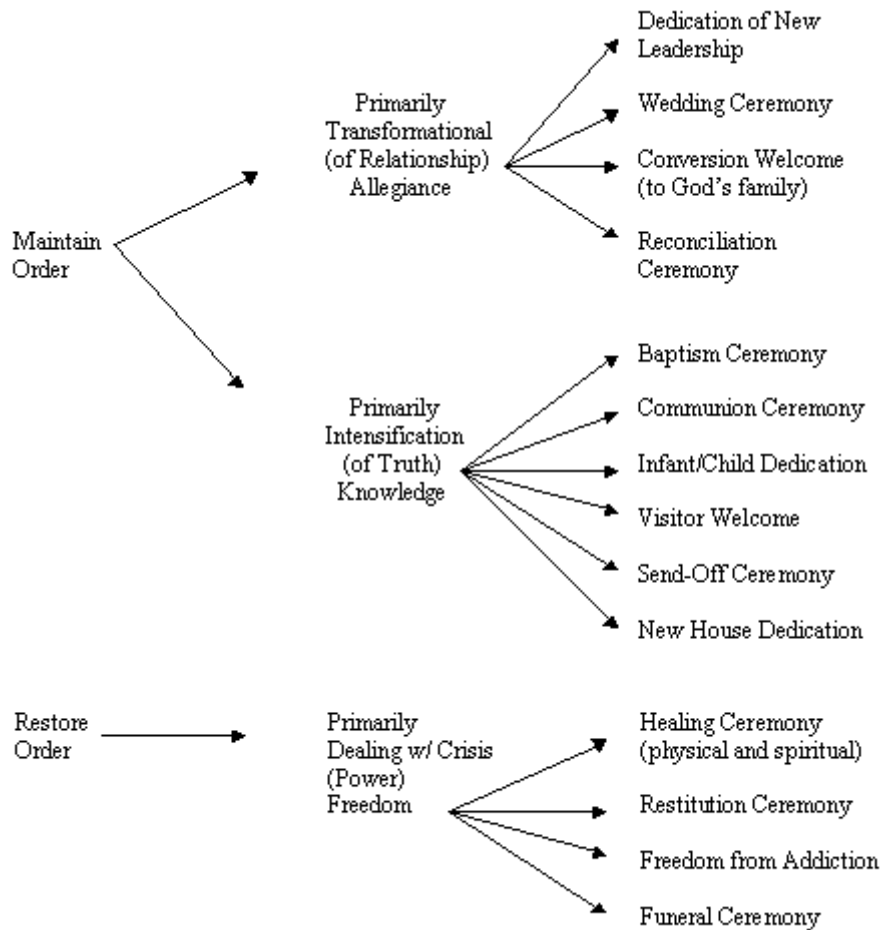 Maintain
Order
Primarily
Transformational
(of Relationship)
Allegiance
Dedication of New
Leadership
Wedding Ceremony
Conversion Welcome
(to God's family)
Reconciliation
Ceremony
Primarily
Intensification
(of Truth)
Knowledge
Baptism Ceremony
Communion Ceremony
Infant/Child Dedication
Visitor Welcome
Send-Off Ceremony
New House Dedication
Restore
Order
Primarily
Dealing w/ Crisis
(Power)
Freedom
Healing Ceremony
(physical and spiritual)
Restitution Ceremony
Freedom from Addiction
Funeral Ceremony